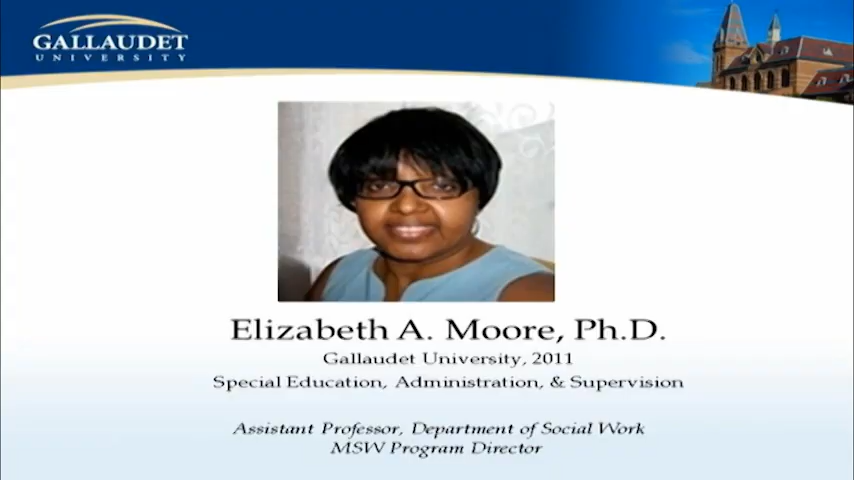 GALLAUDET
UNIVERSITY
Elizabeth A. Moore, Ph.D.
Gallaudet University, 2011
Special Education, Administration, & Supervision
Assistant Professor, Department of Social Work
MSW Program Director